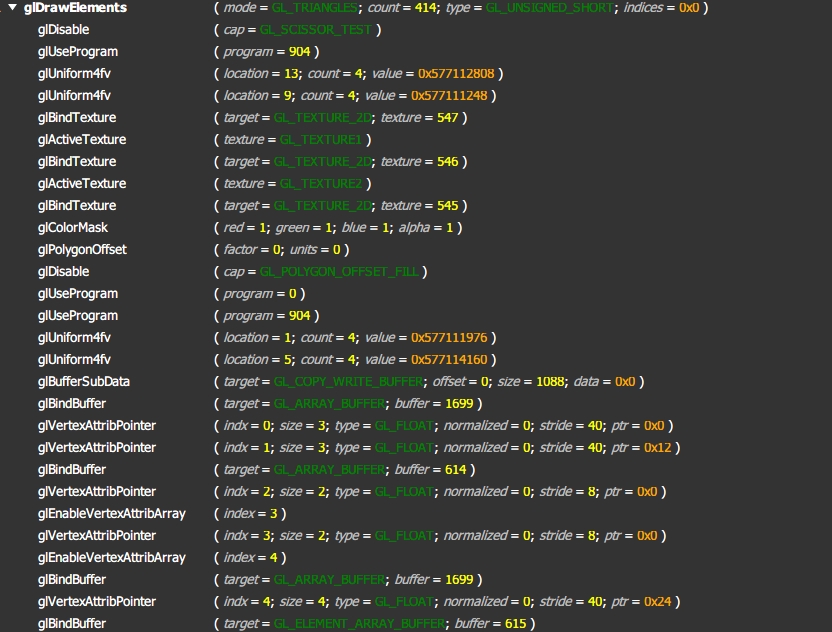 ▼ glDrawElements ( mode = GL_TRIANGLES; count = 414; type = GL_UNSIGNED_SHORT; indices = 0x0 )
glDisable ( cap = GL_SCISSOR_TEST )
glUseProgram ( program = 904 )
glUniform4fv ( location = 13; count = 4; value = 0x577112808 )
glUniform4fv ( location = 9; count = 4; value = 0x577111248 )
glBindTexture ( target = GL_TEXTURE_2D; texture = 547 )
glActiveTexture ( texture = GL_TEXTURE1 )
glBindTexture ( target = GL_TEXTURE_2D; texture = 546 )
glActiveTexture ( texture = GL_TEXTURE2 )
glBindTexture ( target = GL_TEXTURE_2D; texture = 545 )
glColorMask ( red = 1; green = 1; blue = 1; alpha = 1 )
glPolygonOffset ( factor = 0; units = 0 )
glDisable ( cap = GL_POLYGON_OFFSET_FILL )
glUseProgram ( program = 0 )
glUseProgram ( program = 904 )
glUniform4fv ( location = 1; count = 4; value = 0x577111976 )
glUniform4fv ( location = 5; count = 4; value = 0x577114160 )
glBufferSubData ( target = GL_COPY_WRITE_BUFFER; offset = 0; size = 1088; data = 0x0 )
glBindBuffer ( target = GL_ARRAY_BUFFER; buffer = 1699 )
glVertexAttribPointer ( indx = 0; size = 3; type = GL_FLOAT; normalized = 0; stride = 40; ptr = 0x0 )
glVertexAttribPointer ( indx = 1; size = 3; type = GL_FLOAT; normalized = 0; stride = 40; ptr = 0x12 )
glBindBuffer ( target = GL_ARRAY_BUFFER; buffer = 614 )
glVertexAttribPointer ( indx = 2; size = 2; type = GL_FLOAT; normalized = 0; stride = 8; ptr = 0x0 )
glEnableVertexAttribArray ( index = 3 )
glVertexAttribPointer ( indx = 3; size = 2; type = GL_FLOAT; normalized = 0; stride = 8; ptr = 0x0 )
glEnableVertexAttribArray ( index = 4 )
glBindBuffer ( target = GL_ARRAY_BUFFER; buffer = 1699 )
glVertexAttribPointer ( indx = 4; size = 4; type = GL_FLOAT; normalized = 0; stride = 40; ptr = 0x24 )
glBindBuffer ( target = GL_ELEMENT_ARRAY_BUFFER; buffer = 615 )